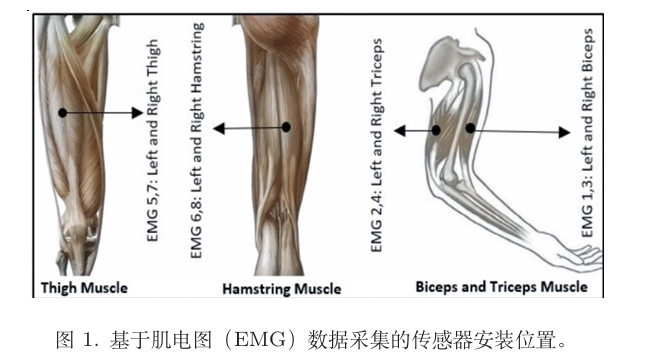 EMG 5,7: Left and Right Thigh
EMG 6,8: Left and Right Hamstring
EMG 2,4: Left and Right Triceps
EMG 1,3: Left and Right Biceps
Thigh Muscle
Hamstring Muscle
Biceps and Triceps Muscle
图 1. 基于肌电图（EMG）数据采集的传感器安装位置。